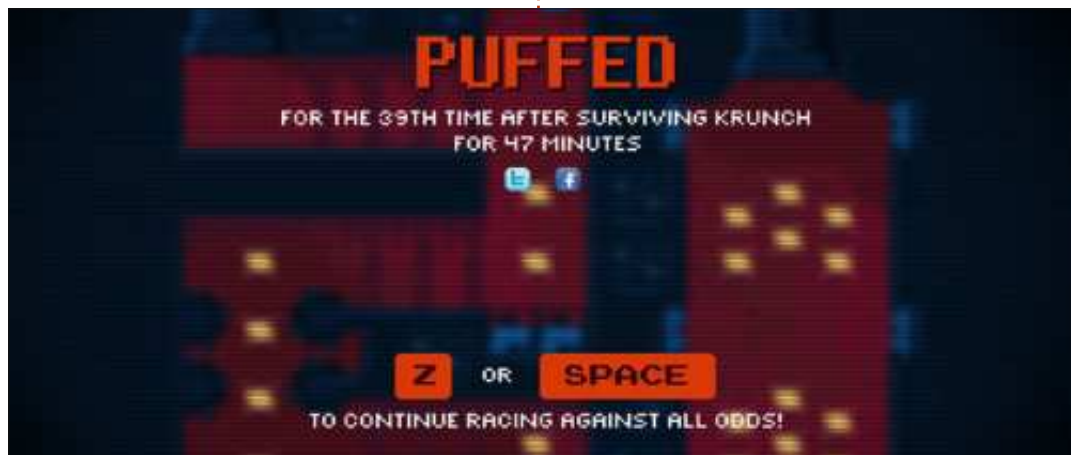 PUFFED
FOR THE 39TH TIME AFTER SURVIVING KRUNCH
FOR 47 MINUTES
Z OR SPACE
TO CONTINUE RACING AGAINST ALL ODDS!